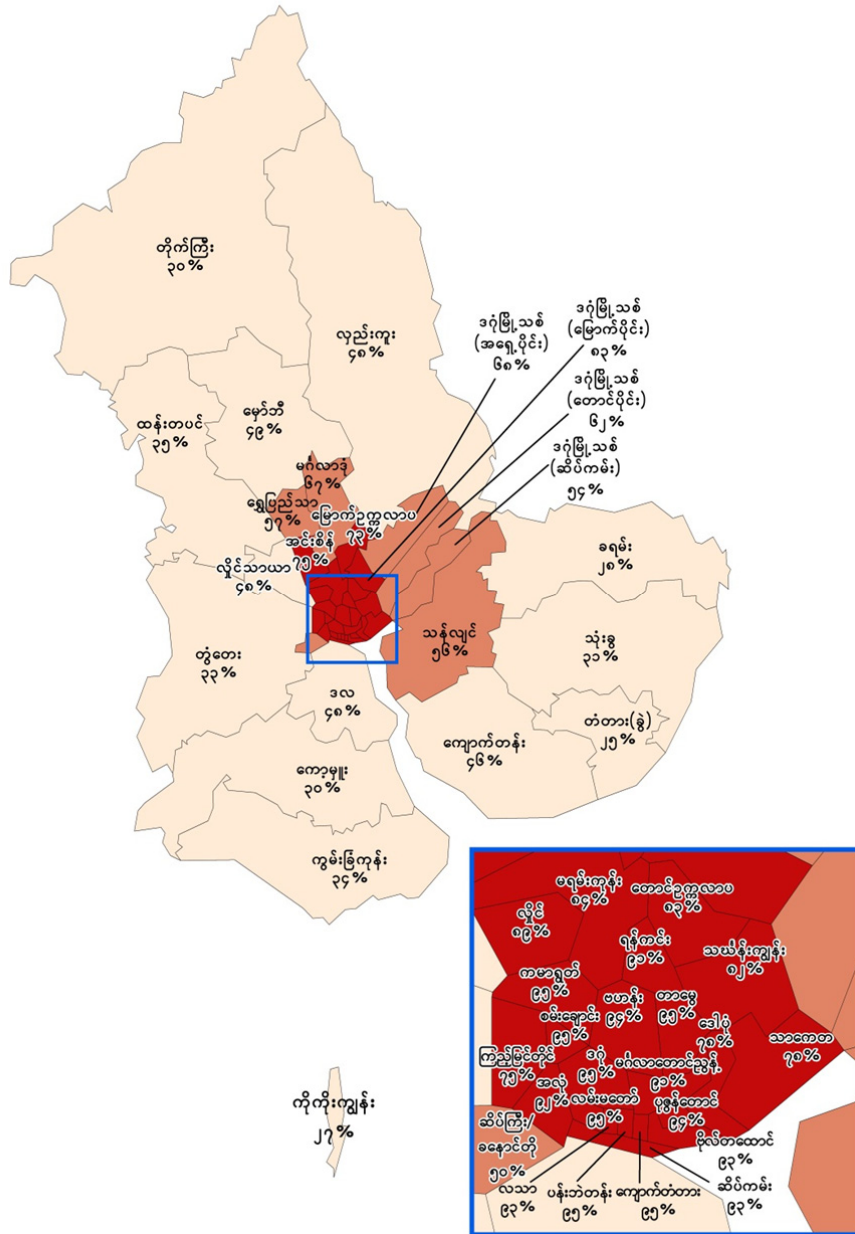 တိုက်ကြီး
၃၀%
လှည်းကူး
၄၈%
ဒဂုံမြို့သစ်
(အရှေ့ပိုင်း)
၆၈%
ဒဂုံမြို့သစ်
(မြောက်ပိုင်း)
၈၃%
ဒဂုံမြို့သစ်
(တောင်ပိုင်း)
၆၂%
ဒဂုံမြို့သစ်
(ဆိပ်ကမ်း)
၅၄%
မှော်ဘီ
၄၉%
ထန်းတပင်
၃၅%
မင်္ဂလာဒုံ
၆၇%
ရွှေပြည်သာ
၅၇%
မြောက်ဥက္ကလာပ
၇၃%
အင်းစိန်
၇၅%
လှိုင်သာယာ
၄၈%
ခရမ်း
၂၈%
တွံတေး
၃၃%
သန်လျင်
၅၆%
သုံးခွ
၃၁%
ဒလ
၄၈%
တံတား(ခွဲ)
၂၅%
ကျောက်တန်း
၄၆%
ကော့မှူး
၃၀%
ကွမ်းခြံကုန်း
၃၄%
ကိုကိုးကျွန်း
၂၇%
မရမ်းကုန်း
၈၄%
တောင်ဥက္ကလာပ
၈၃%
လှိုင်
၈၉%
ရန်ကင်း
၉၁%
သင်္ဃန်းကျွန်း
၈၂%
ကမာရွတ်
၉၅%
ဗဟန်း
၉၄%
တာမွေ
၉၅%
စမ်းချောင်း
၉၅%
ဒေါပုံ
၇၈%
သာကေတ
၇၈%
ကြည့်မြင်တိုင်
၇၅%
ဒဂုံ
၉၅%
မင်္ဂလာတောင်ညွန့်
၉၁%
အလုံ
၉၂%
လမ်းမတော်
၉၅%
ပုဇွန်တောင်
၉၄%
ဆိပ်ကြီး/
ခနောင်တို
၅၀%
ဗိုလ်တထောင်
၉၃%
လသာ
၉၃%
ပန်းဘဲတန်း
၉၅%
ကျောက်တံတား
၉၅%
ဆိပ်ကမ်း
၉၃%